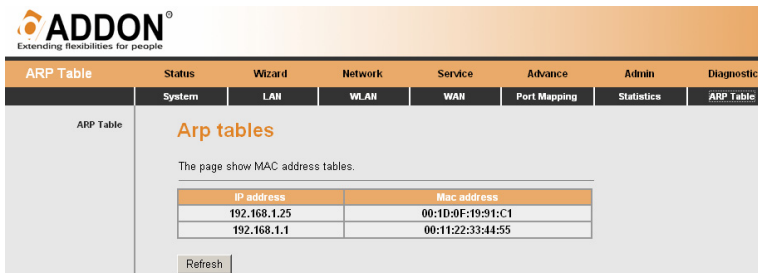 ADDON®
Extending flexibilities for people
ARP Table Status Wizard Network Service Advance Admin Diagnostic
System LAN WLAN WAN Port Mapping Statistics ARP Table
ARP Table
Arp tables
The page show MAC address tables.
IP address Mac address
192.168.1.25 00:1D:0F:19:91:C1
192.168.1.1 00:11:22:33:44:55
Refresh